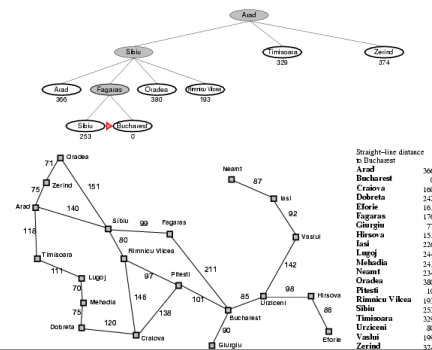 Arad
Sibiu Timisoara Zerind
329 374
Arad Fagaras Oradea Rimnicu Vilcea
366 380 193
Sibiu Bucharest
253 0
Oradea
71
Zerind
75 151
Arad
140
118
Sibiu 99 Fagaras
80
Rimnicu Vilcea
Timisoara
111 Lugoj
70
Mehadia
75
Dobreta 120
Craiova
146
97 Pitesti
138 101
211
Bucharest
90
Giurgiu
85
Urziceni
98 Hirsova
86
Eforie
142
Vaslui
92
Iasi
87
Neamt
Straight-line distance
to Bucharest
Arad
Bucharest
Craiova
Dobreta
Eforie
Fagaras
Giurgiu
Hirsova
Iasi
Lugoj
Mehadia
Neamt
Oradea
Pitesti
Rimnicu Vilcea
Sibiu
Timisoara
Urziceni
Vaslui
Zerind